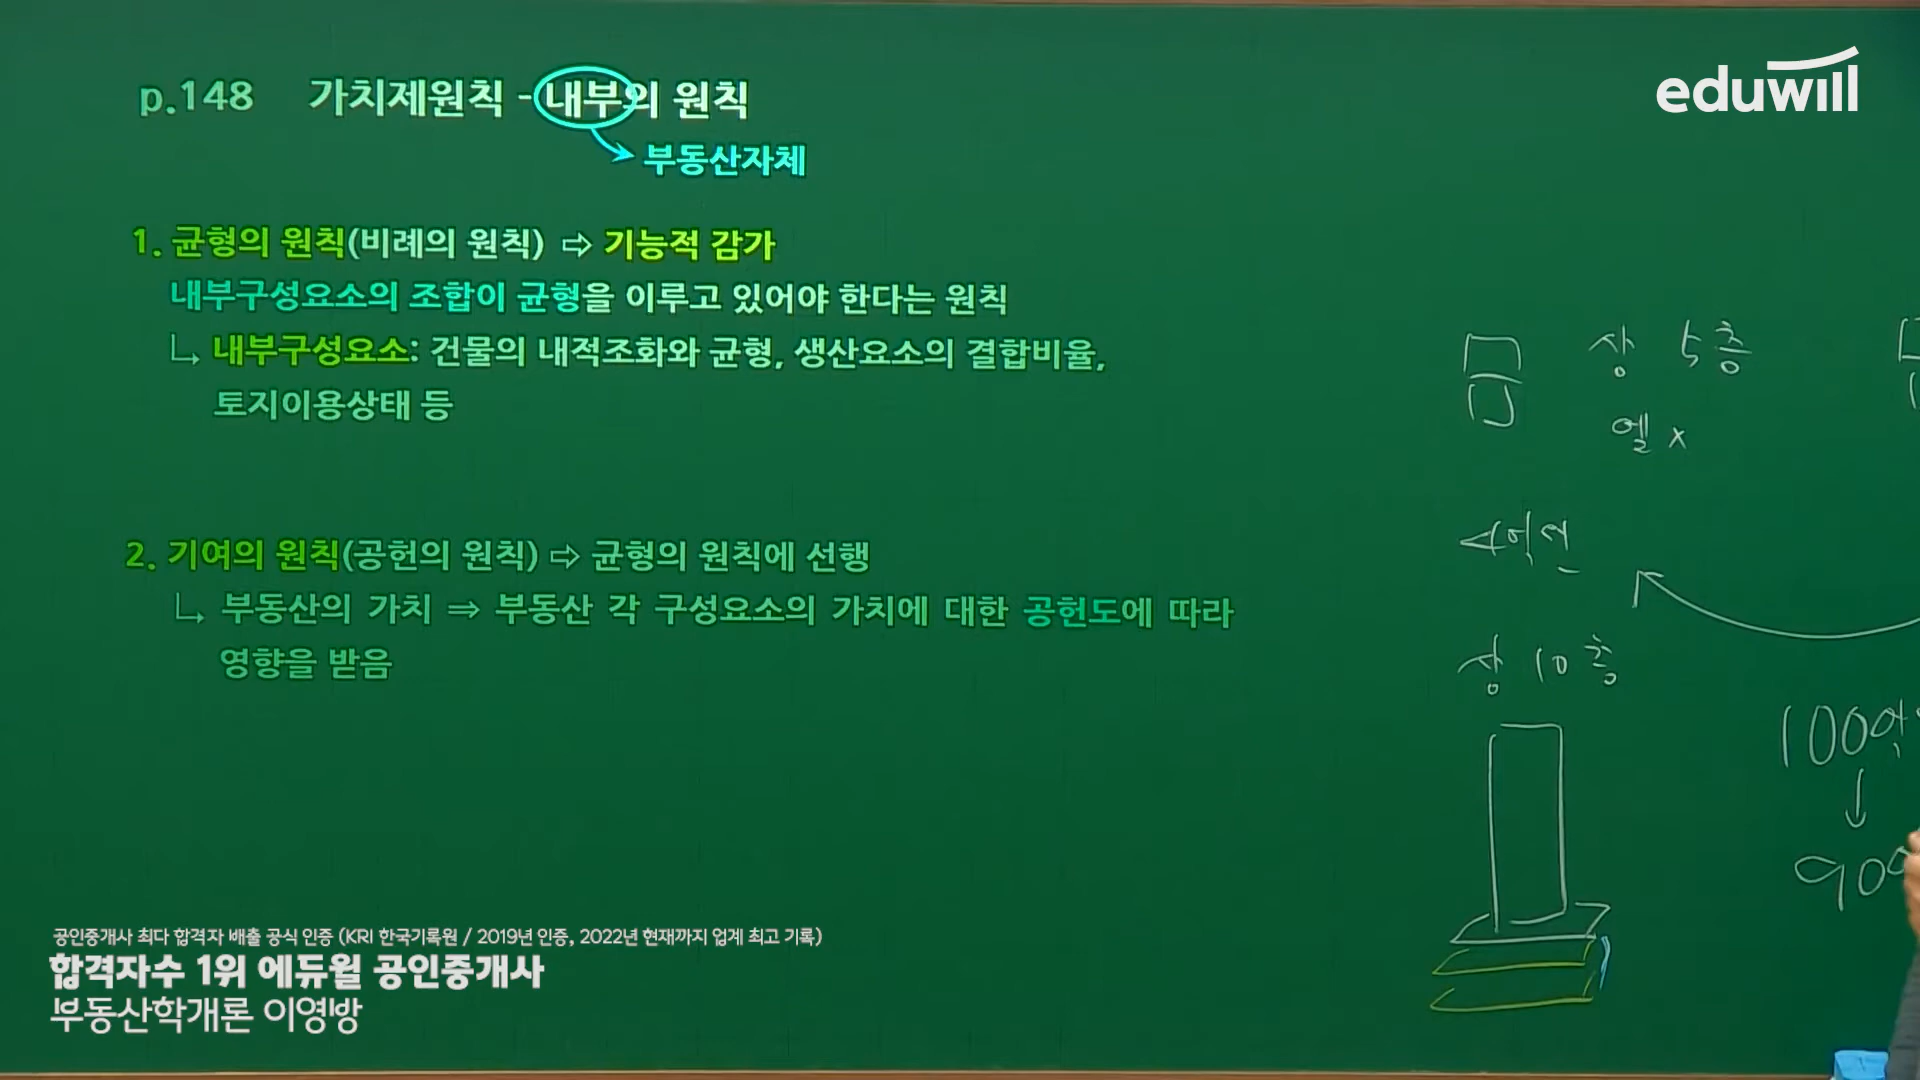 eduwill
p.148 가치제원칙 - 내부의 원칙
부동산자체
1. 균형의 원칙(비례의 원칙) ⇨ 기능적 감가
내부구성요소의 조합이 균형을 이루고 있어야 한다는 원칙
내부구성요소: 건물의 내적조화와 균형, 생산요소의 결합비율,
토지이용상태 등
상 5층
엘 x
2. 기여의 원칙(공헌의 원칙) ⇨ 균형의 원칙에 선행
부동산의 가치 ⇒ 부동산 각 구성요소의 가치에 대한 공헌도에 따라
영향을 받음
상 10층
100억
↓
90억
공인중개사 최다 합격자 배출 공식 인증 (KRI 한국기록원 / 2019년 인증, 2022년 현재까지 업계 최고 기록)
합격자수 1위 에듀윌 공인중개사
부동산학개론 이영방